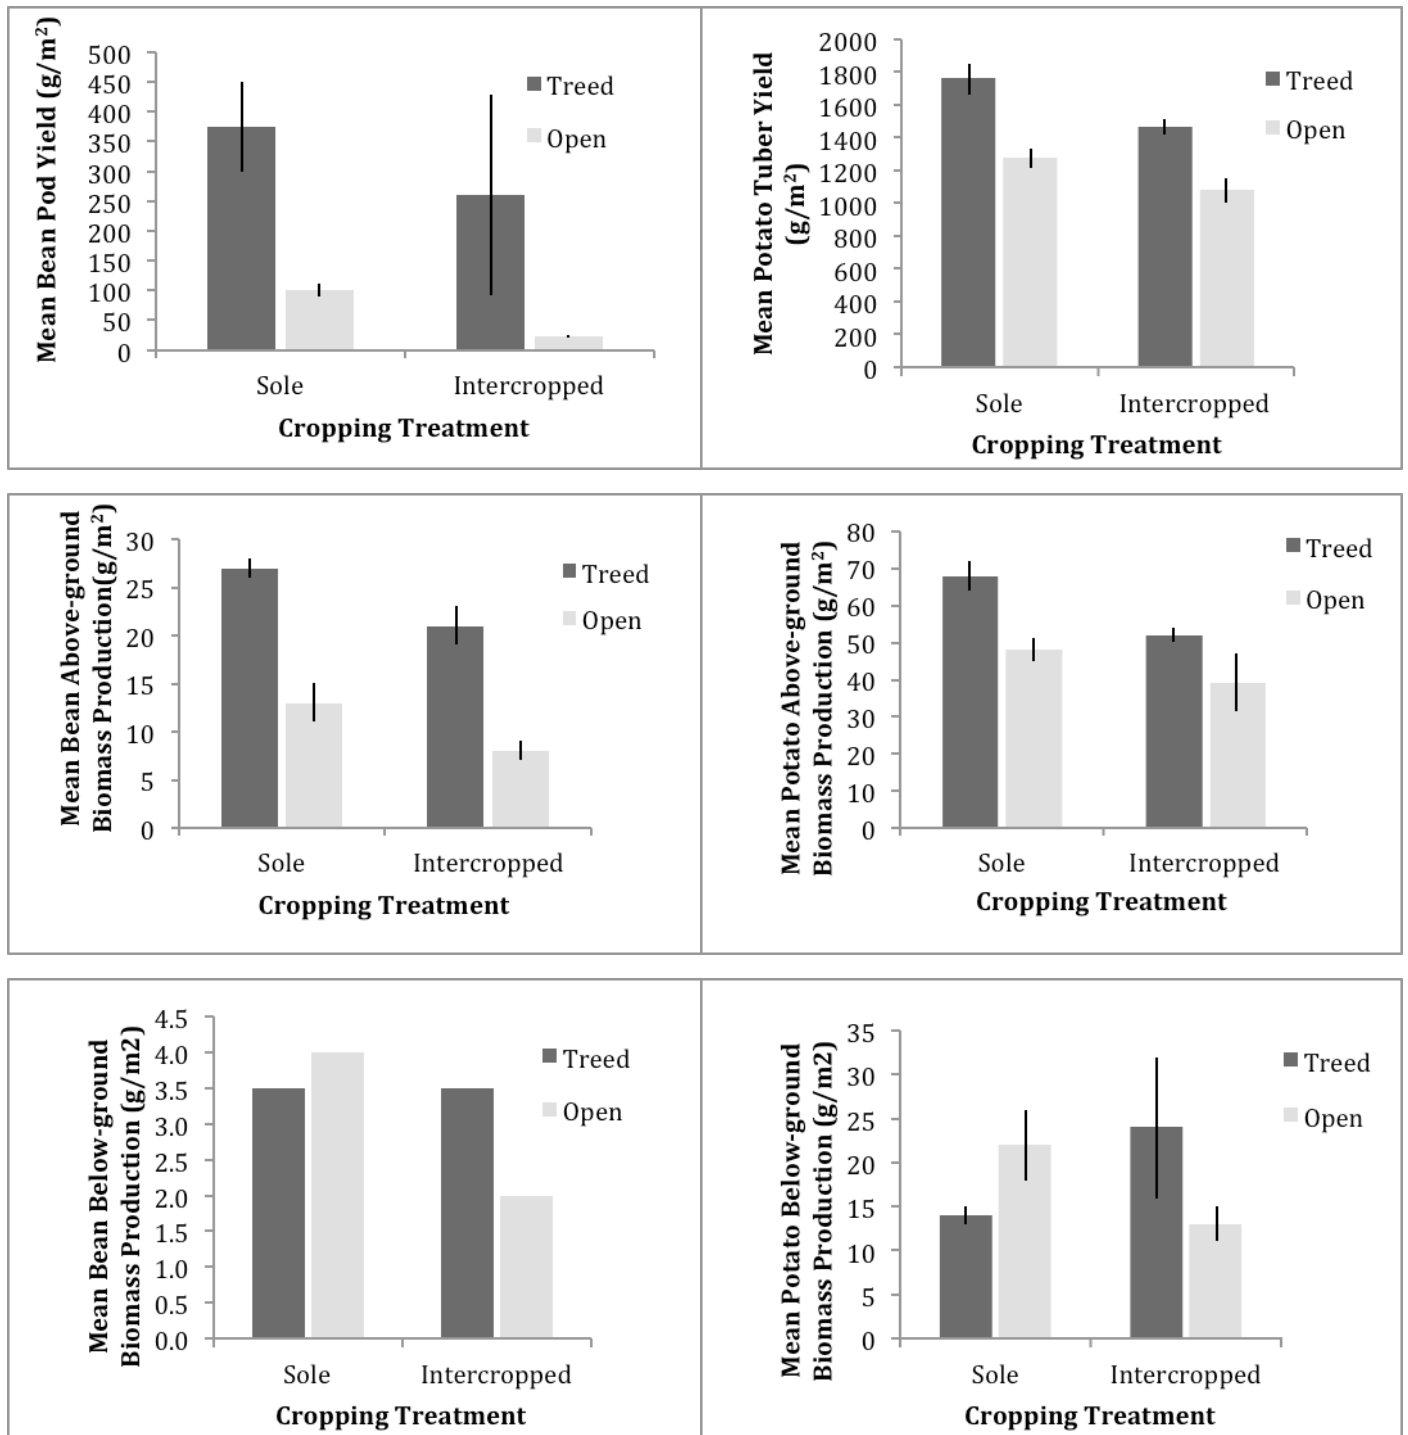 Mean Bean Pod Yield (g/m²)
500
450
400
350
300
250
200
150
100
50
0
Treed
Open
Sole
Intercropped
Cropping Treatment
Mean Potato Tuber Yield
(g/m²)
2000
1800
1600
1400
1200
1000
800
600
400
200
0
Treed
Open
Sole
Intercropped
Cropping Treatment
Mean Bean Above-ground
Biomass Production(g/m²)
30
25
20
15
10
5
0
Treed
Open
Sole
Intercropped
Cropping Treatment
Mean Potato Above-ground
Biomass Production (g/m²)
80
70
60
50
40
30
20
10
0
Treed
Open
Sole
Intercropped
Cropping Treatment
Mean Bean Below-ground
Biomass Production (g/m2)
4.5
4.0
3.5
3.0
2.5
2.0
1.5
1.0
0.5
0.0
Treed
Open
Sole
Intercropped
Cropping Treatment
Mean Potato Below-ground
Biomass Production (g/m2)
35
30
25
20
15
10
5
0
Treed
Open
Sole
Intercropped
Cropping Treatment